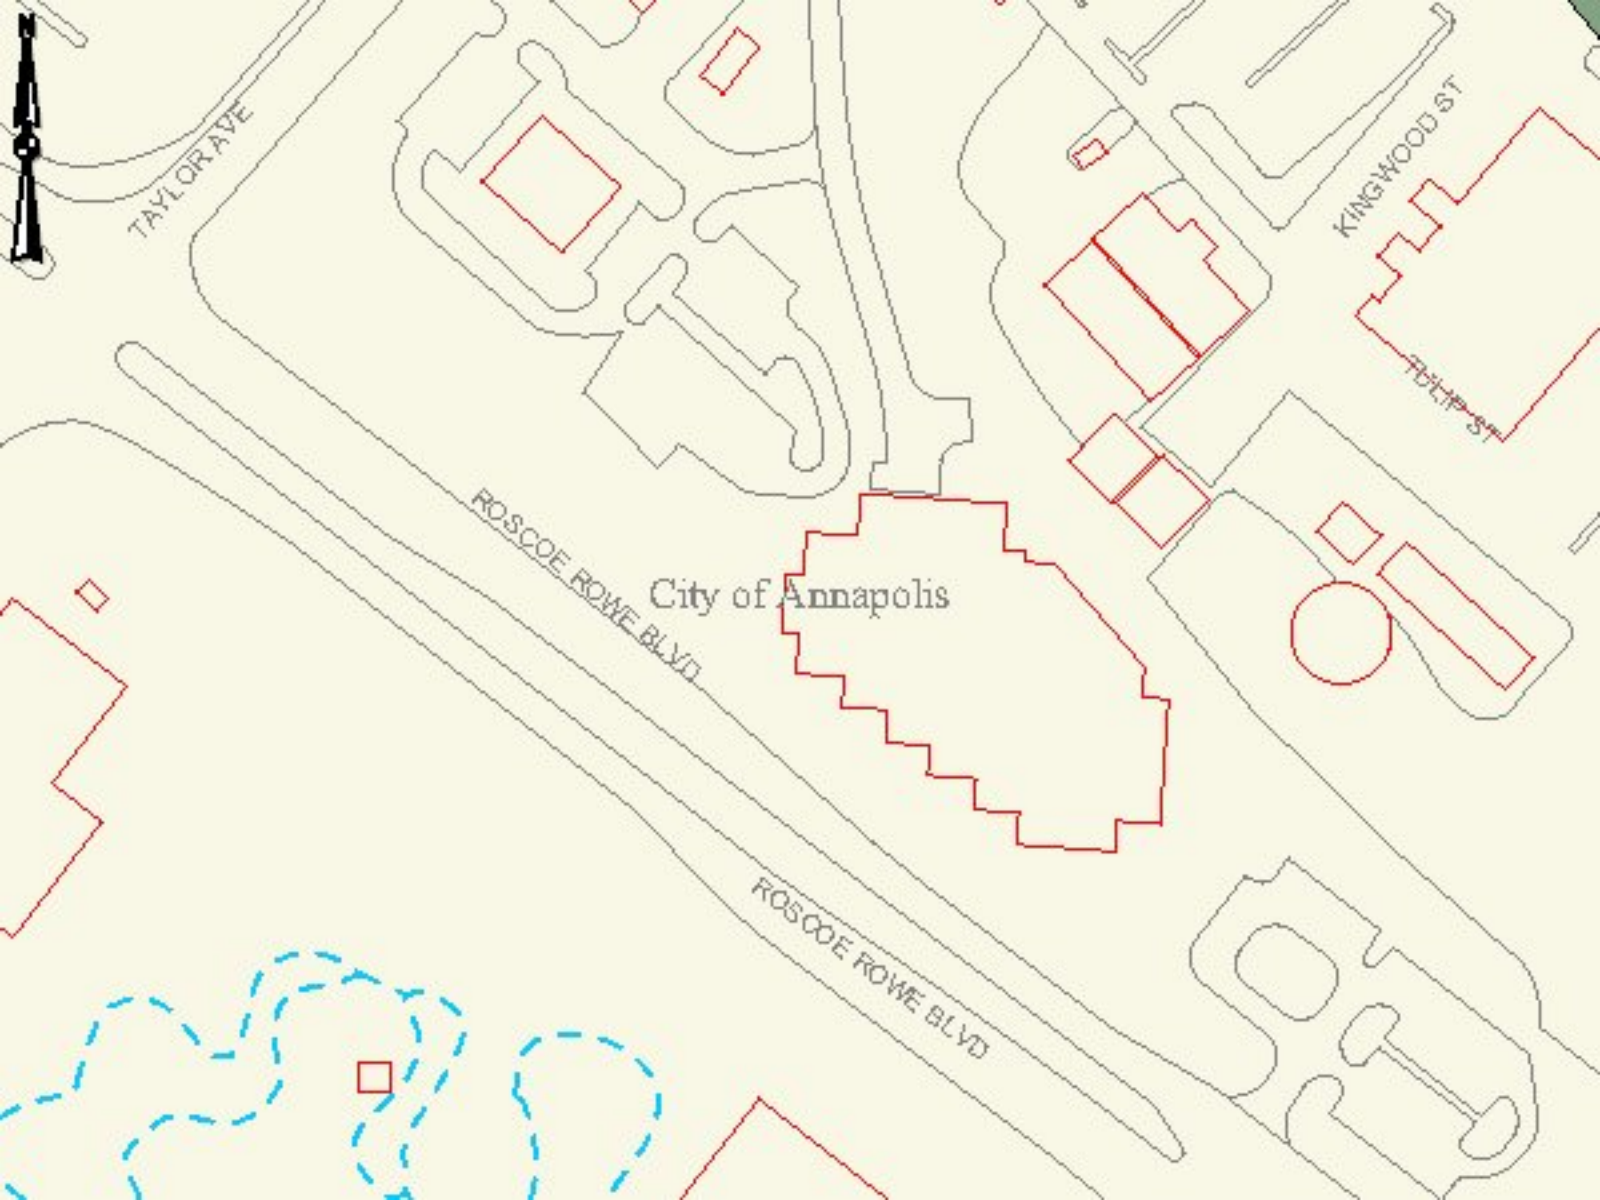 N
TAYLOR AVE
KINGWOOD ST
TULIP ST
ROSCOE ROWE BLVD
City of Annapolis
ROSCOE ROWE BLVD